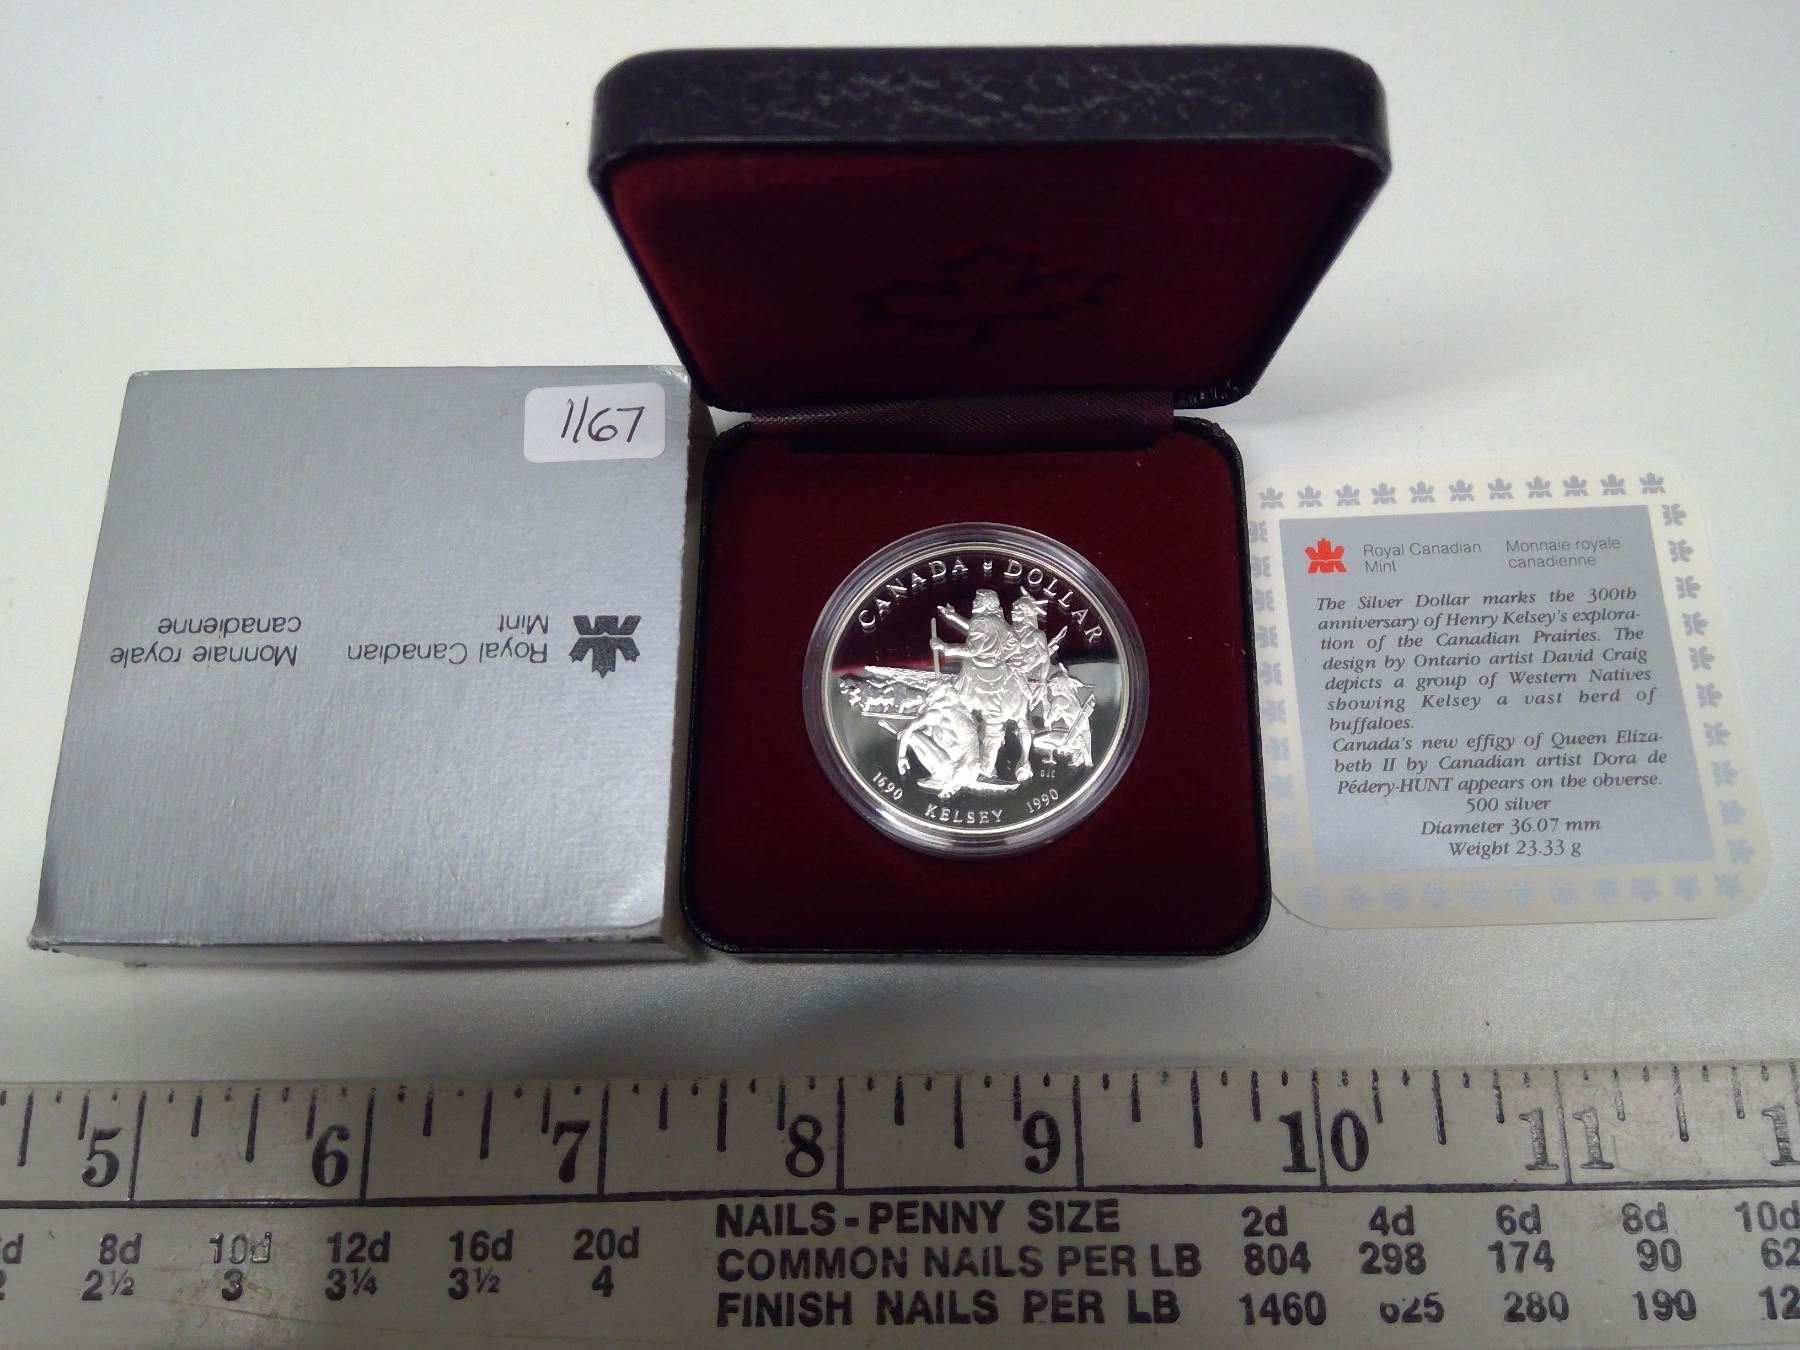 1167
Royal Canadian
Mint
Monnaie royale
canadienne
CANADA DOLLAR
DJC
1690 KELSEY 1990
Royal Canadian
Mint
Monnaie royale
canadienne
The Silver Dollar marks the 300th
anniversary of Henry Kelsey's explora-
tion of the Canadian Prairies. The
design by Ontario artist David Craig
depicts a group of Western Natives
showing Kelsey a vast herd of
buffaloes.
Canada's new effigy of Queen Eliza-
beth II by Canadian artist Dora de
Pédery-HUNT appears on the obverse.
500 silver
Diameter 36.07 mm
Weight 23.33 g
5 6 7 8 9 10 11 1
d 8d 10d 12d 16d 20d
2 2½ 3 3¼ 3½ 4
NAILS - PENNY SIZE 2d 4d 6d 8d 10d
COMMON NAILS PER LB 804 298 174 90 62
FINISH NAILS PER LB 1460 625 280 190 12